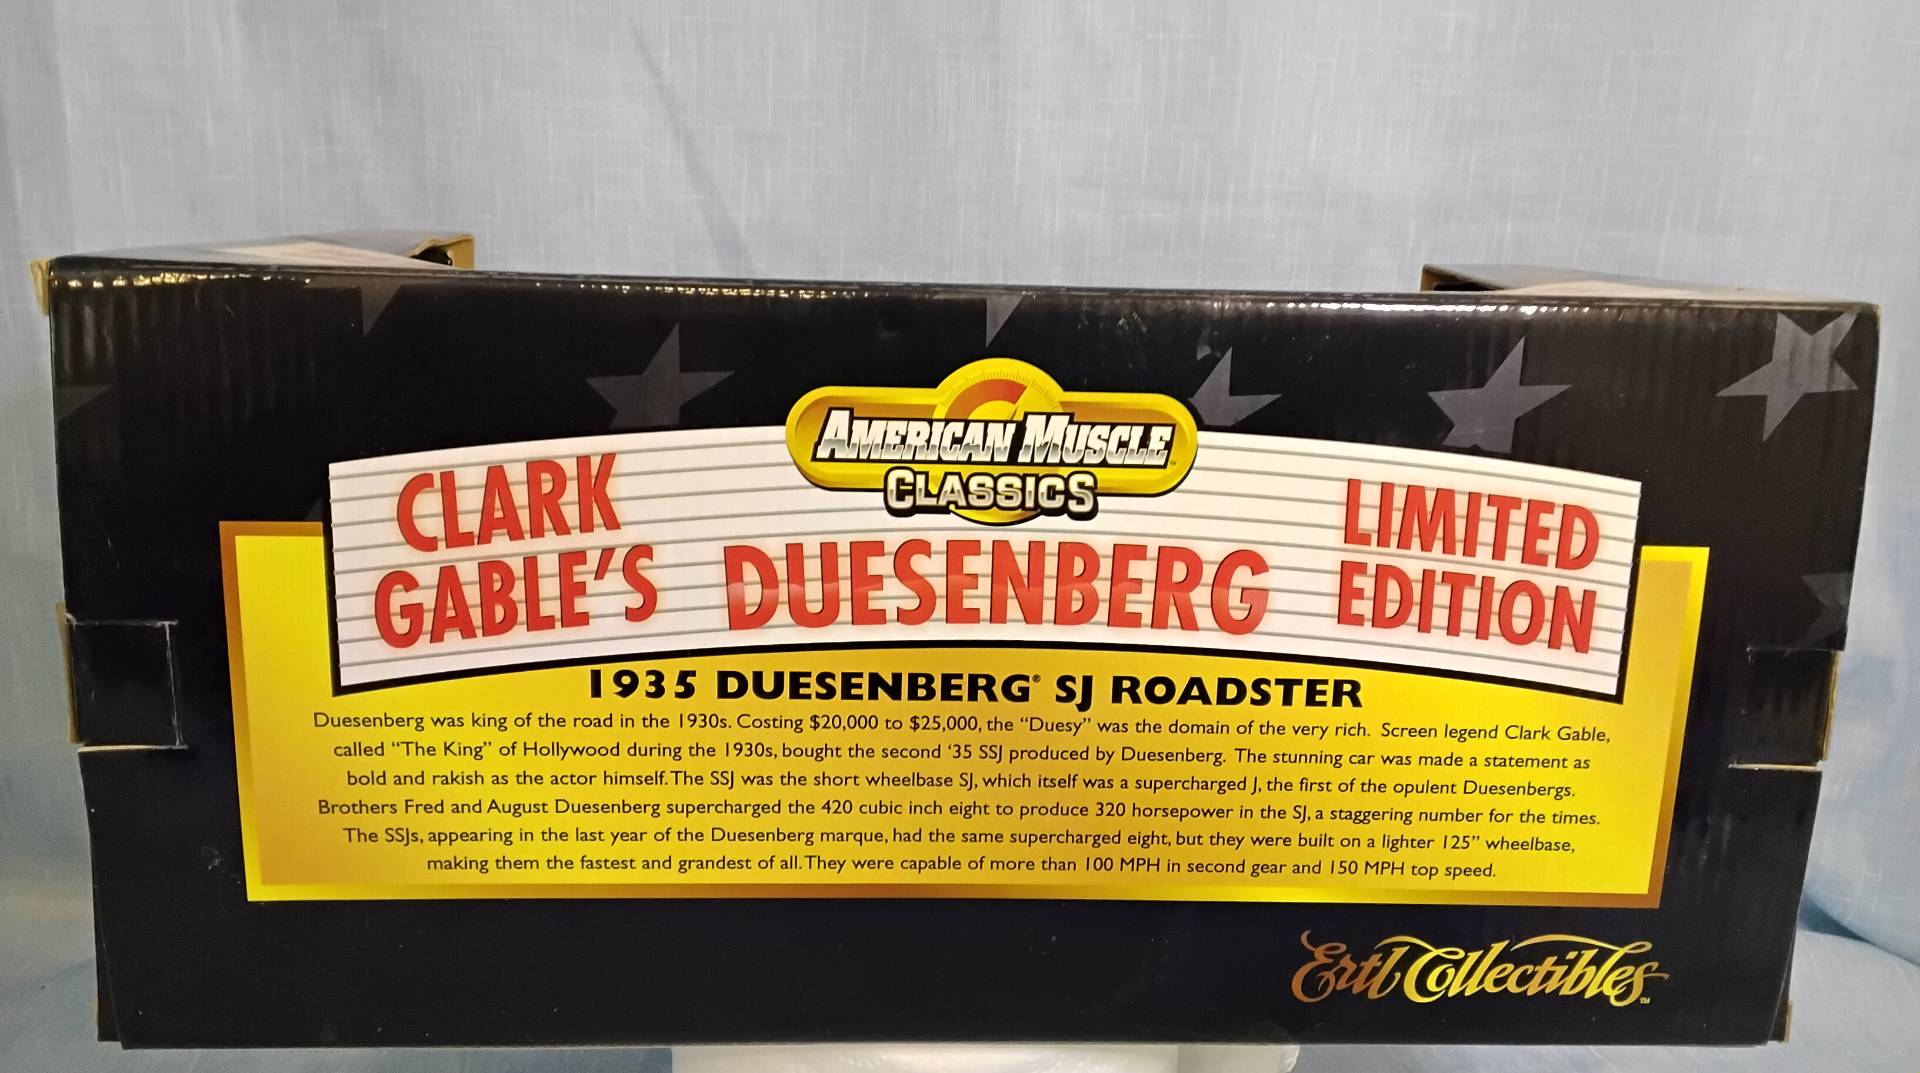 AMERICAN MUSCLE
CLASSICS
CLARK
GABLE'S
DUESENBERG
LIMITED
EDITION
1935 DUESENBERG® SJ ROADSTER
Duesenberg was king of the road in the 1930s. Costing $20,000 to $25,000, the “Duesy” was the domain of the very rich. Screen legend Clark Gable,
called “The King” of Hollywood during the 1930s, bought the second ‘35 SSJ produced by Duesenberg. The stunning car was made a statement as
bold and rakish as the actor himself. The SSJ was the short wheelbase SJ, which itself was a supercharged J, the first of the opulent Duesenbergs.
Brothers Fred and August Duesenberg supercharged the 420 cubic inch eight to produce 320 horsepower in the SJ, a staggering number for the times.
The SSJs, appearing in the last year of the Duesenberg marque, had the same supercharged eight, but they were built on a lighter 125” wheelbase,
making them the fastest and grandest of all. They were capable of more than 100 MPH in second gear and 150 MPH top speed.
Ertl Collectibles™